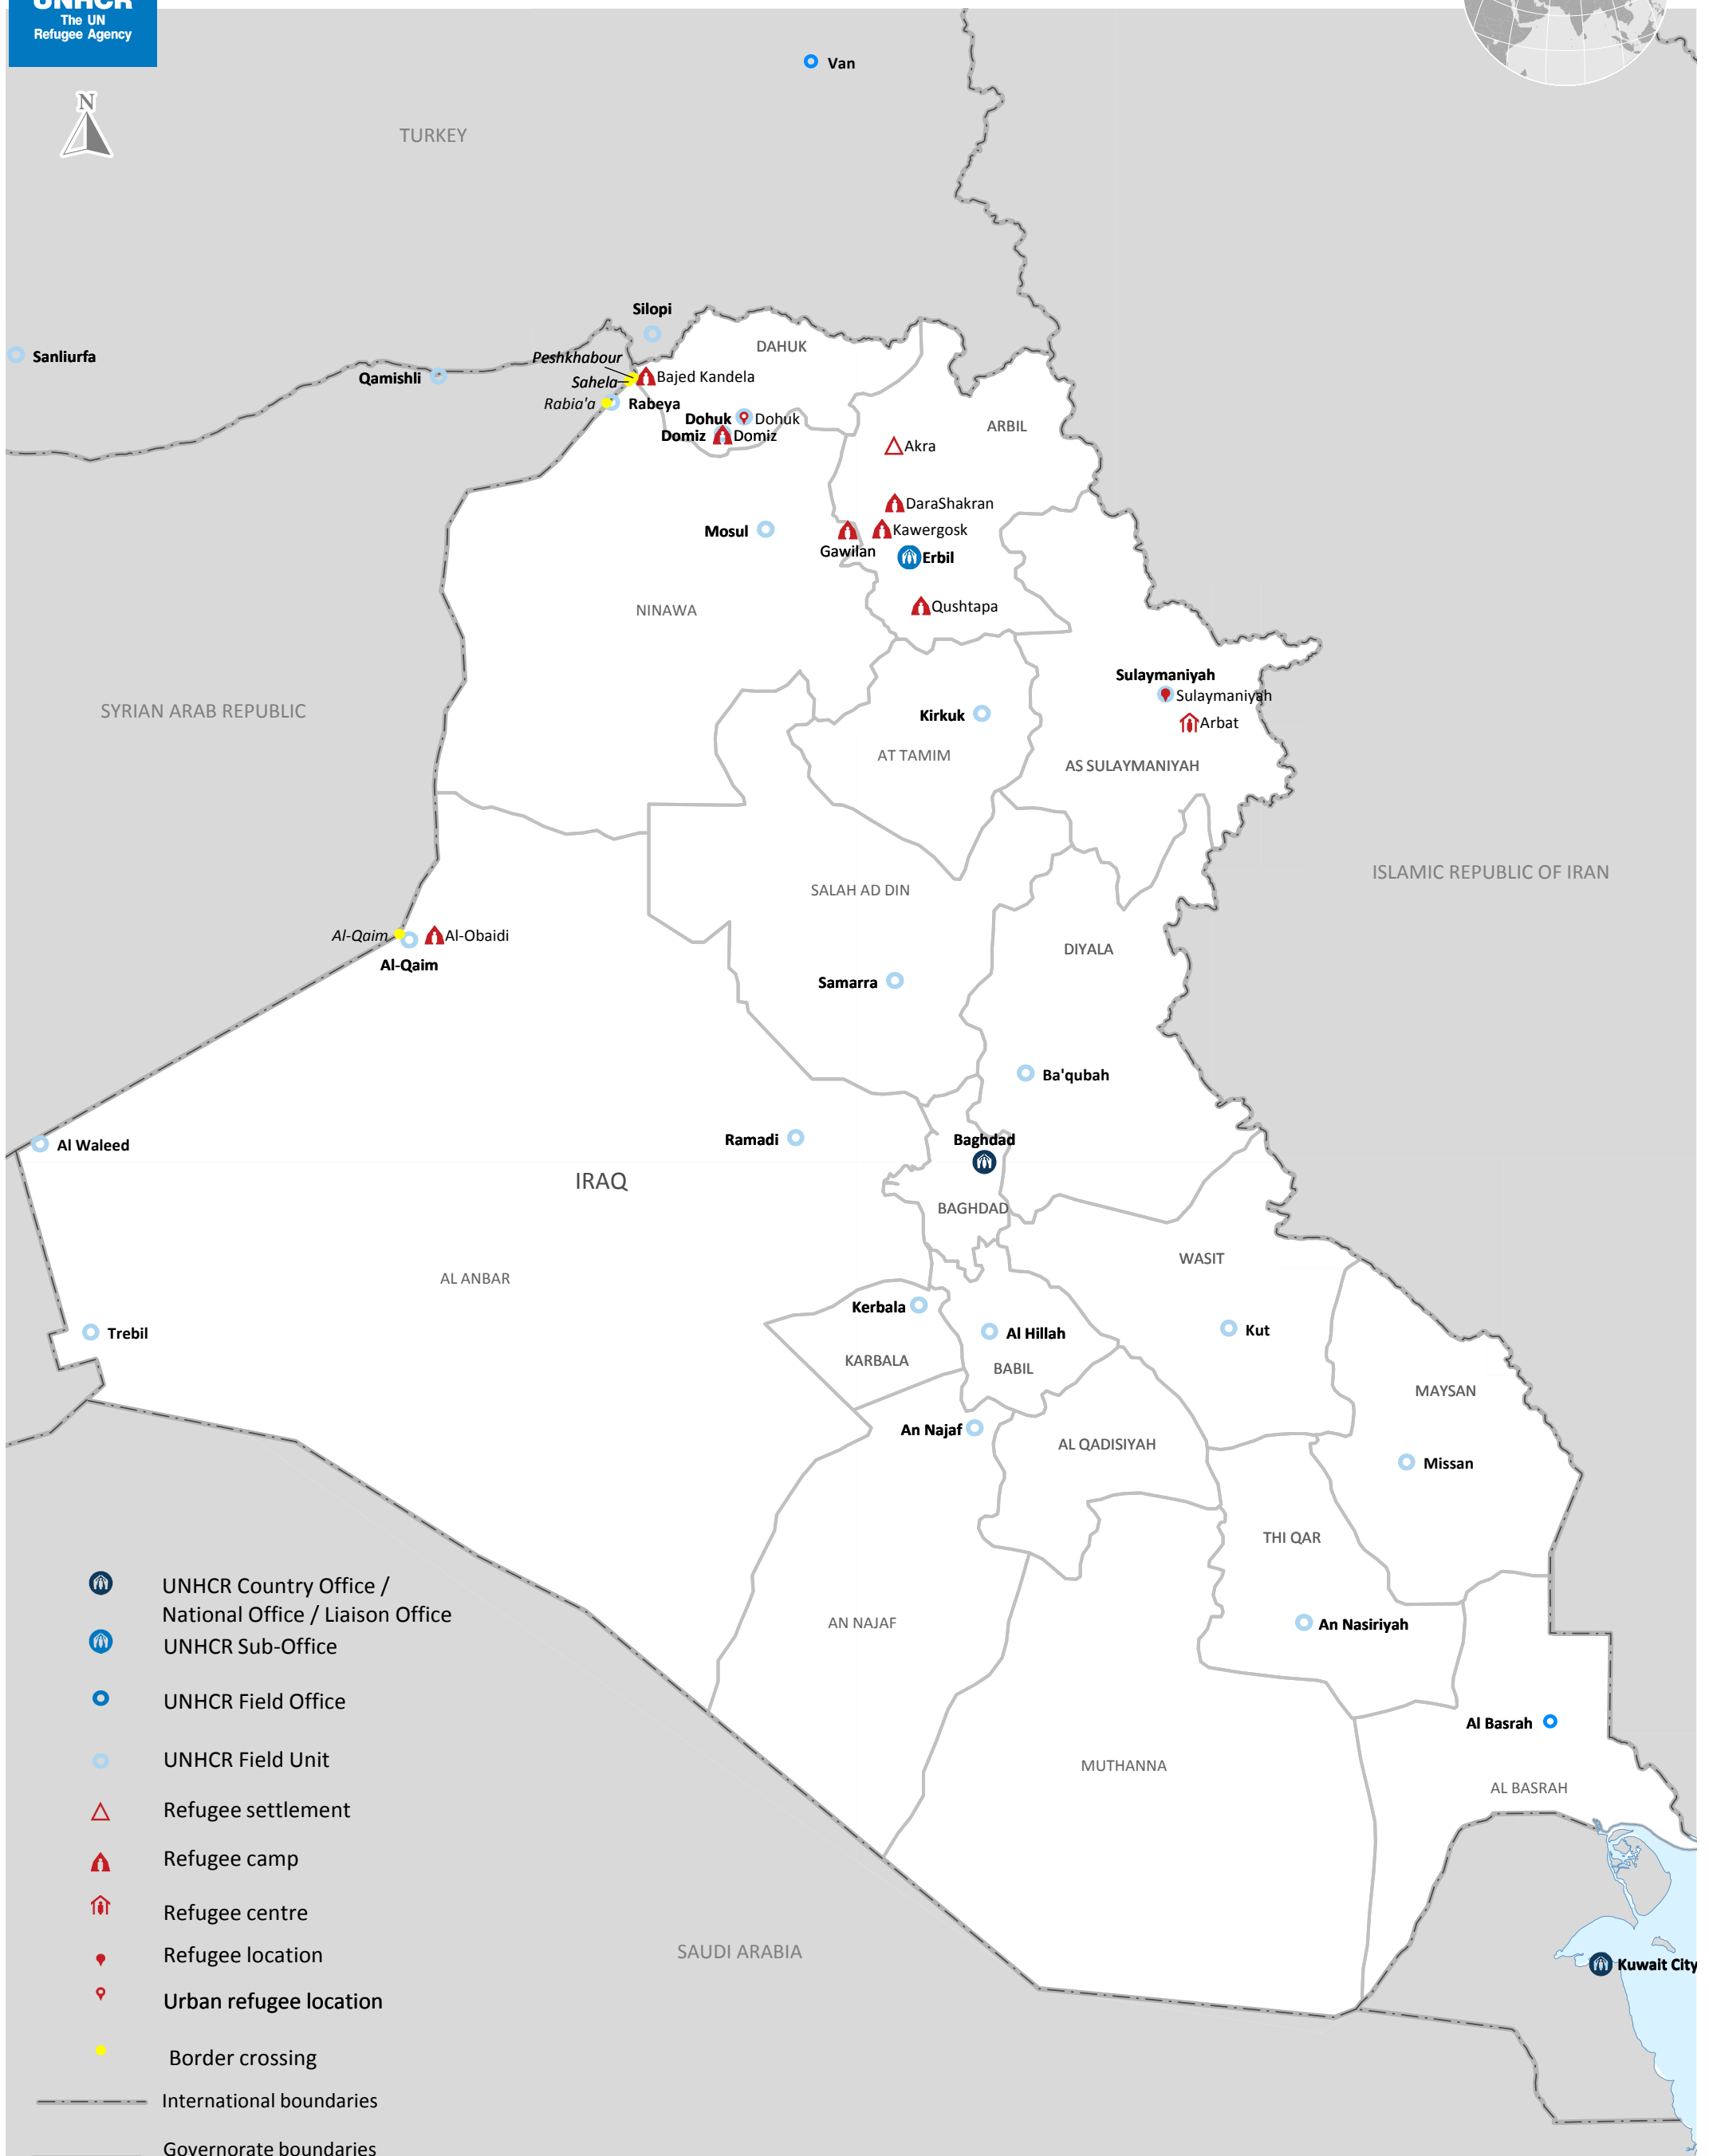 UNHCR
The UN
Refugee Agency
N
Van
TURKEY
Silopi
DAHUK
Sanliurfa
Peshkhabour
Qamishli
Sahela
Bajed Kandela
Rabia'a
Rabeya
Dohuk
Dohuk
Domiz
Domiz
ARBIL
Akra
DaraShakran
Mosul
Kawergosk
Gawilan
Erbil
NINAWA
Qushtapa
Sulaymaniyah
Sulaymaniyah
SYRIAN ARAB REPUBLIC
Kirkuk
Arbat
AT TAMIM
AS SULAYMANIYAH
ISLAMIC REPUBLIC OF IRAN
SALAH AD DIN
Al-Qaim
Al-Obaidi
DIYALA
Al-Qaim
Samarra
Ba'qubah
Al Waleed
Ramadi
Baghdad
IRAQ
BAGHDAD
WASIT
AL ANBAR
Kerbala
Trebil
Al Hillah
Kut
KARBALA
BABIL
MAYSAN
An Najaf
AL QADISIYAH
Missan
THI QAR
AN NAJAF
An Nasiriyah
Al Basrah
MUTHANNA
AL BASRAH
SAUDI ARABIA
Kuwait City
UNHCR Country Office /
National Office / Liaison Office
UNHCR Sub-Office
UNHCR Field Office
UNHCR Field Unit
Refugee settlement
Refugee camp
Refugee centre
Refugee location
Urban refugee location
Border crossing
International boundaries
Governorate boundaries